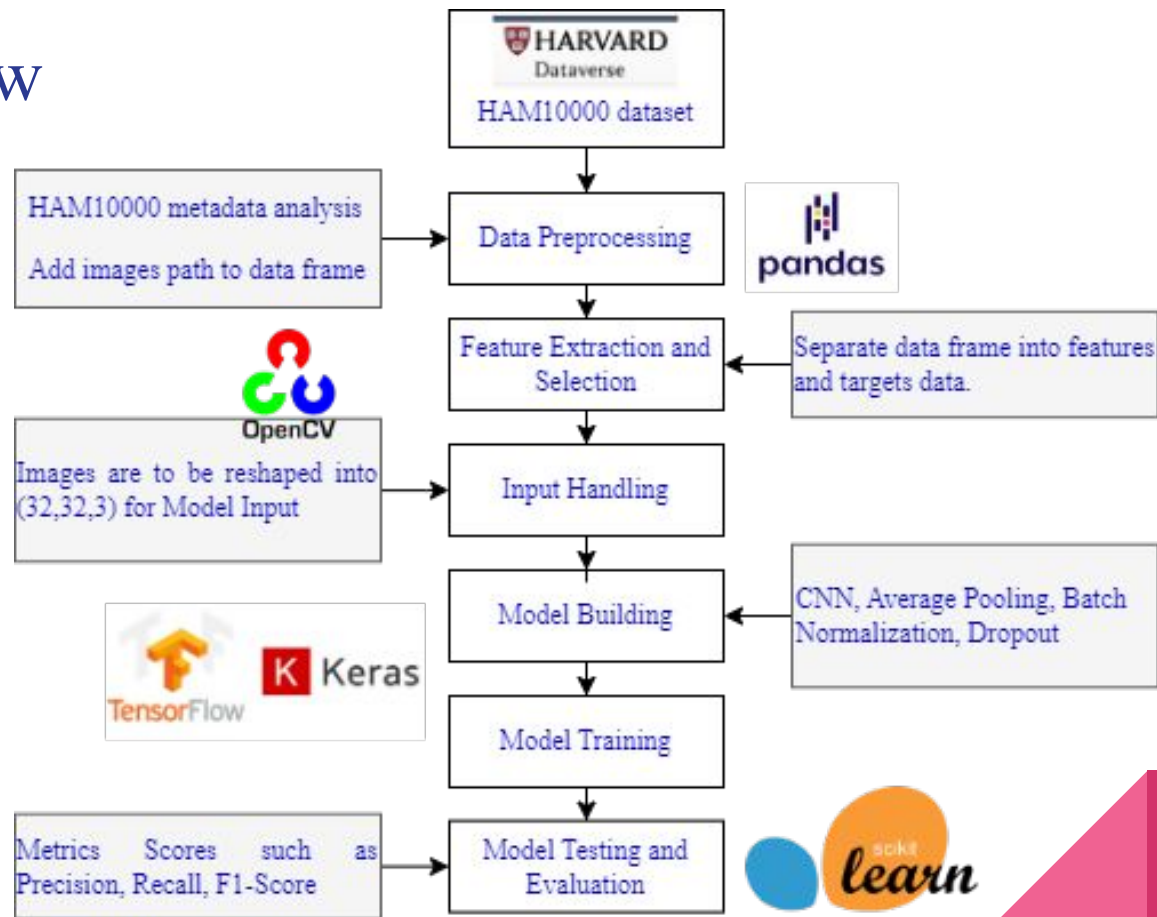 w
HARVARD
Dataverse
HAM10000 dataset
HAM10000 metadata analysis
Add images path to data frame
Data Preprocessing
pandas
Feature Extraction and
Selection
Separate data frame into features
and targets data.
OpenCV
Images are to be reshaped into
(32,32,3) for Model Input
Input Handling
Model Building
CNN, Average Pooling, Batch
Normalization, Dropout
TensorFlow
K Keras
Model Training
Metrics Scores such as
Precision, Recall, F1-Score
Model Testing and
Evaluation
scikit
learn